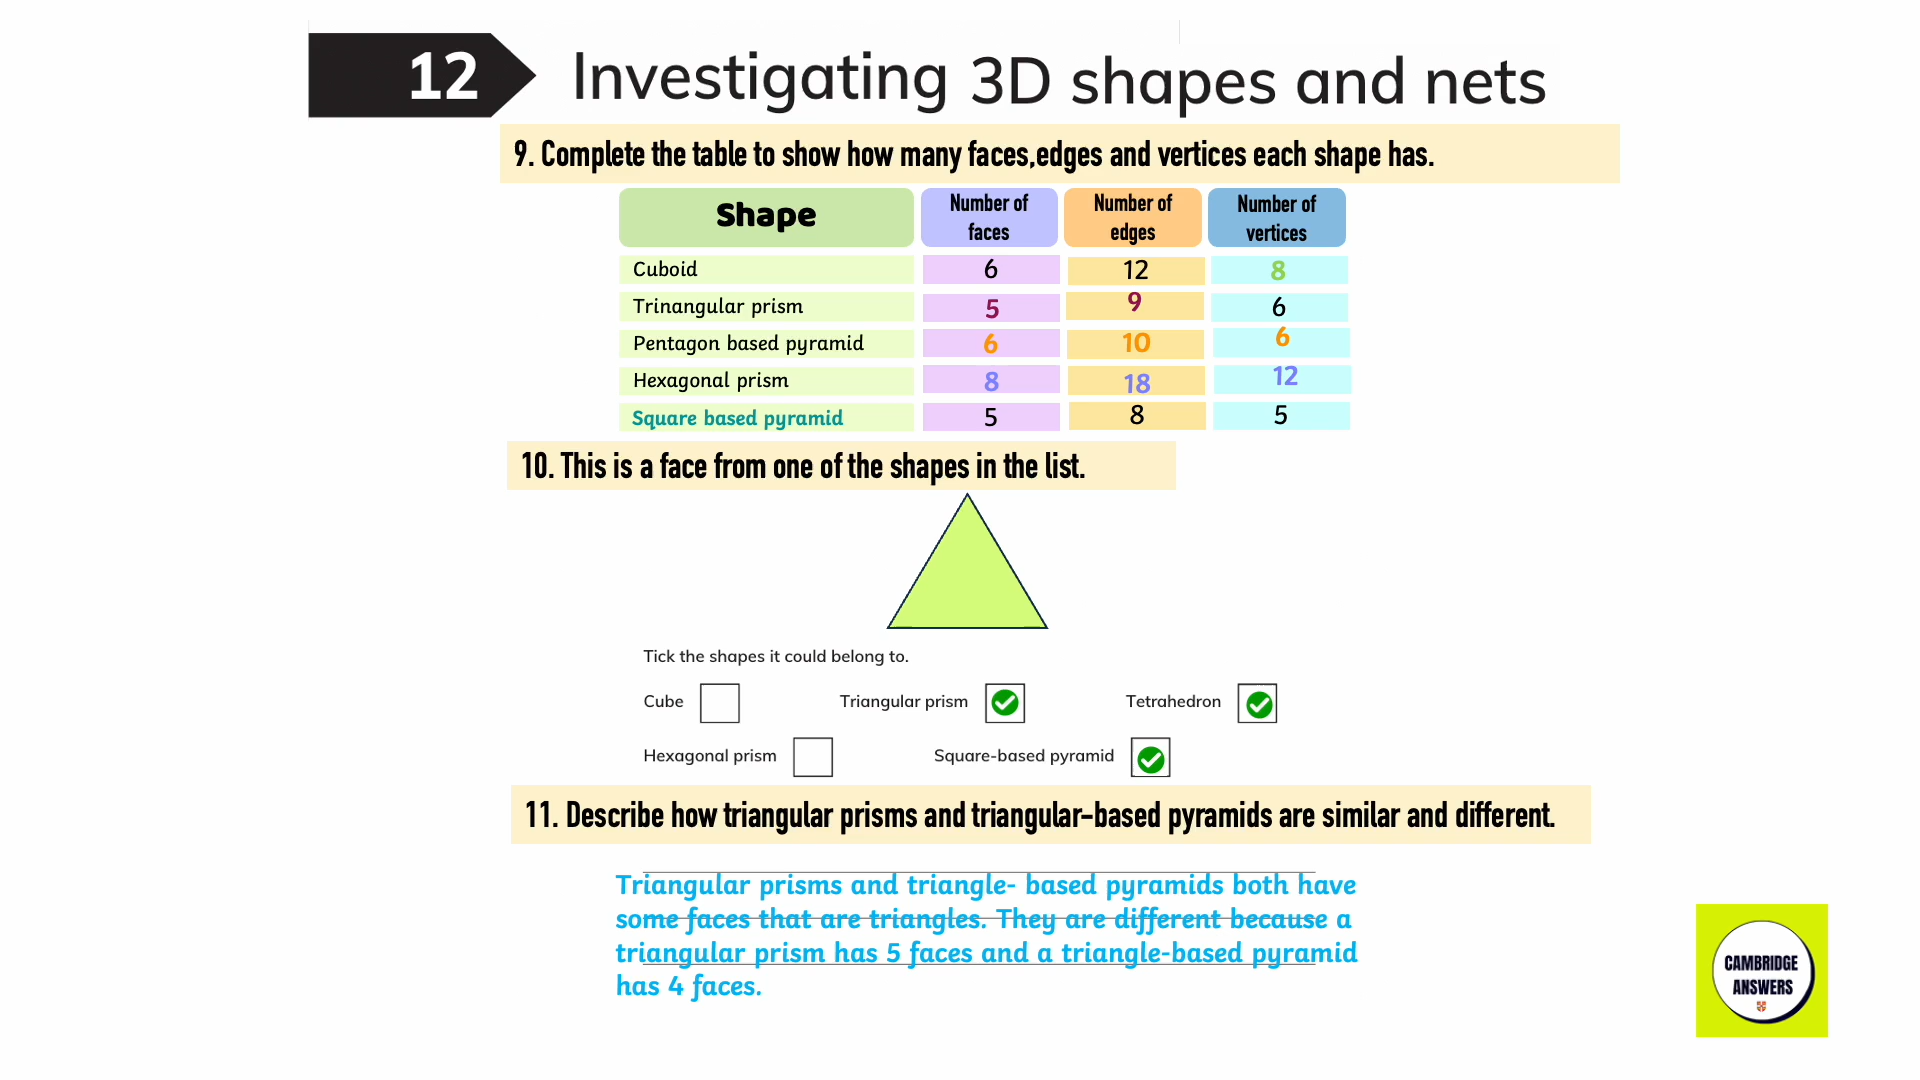 12 Investigating 3D shapes and nets
9. Complete the table to show how many faces,edges and vertices each shape has.
Shape Number of faces Number of edges Number of vertices
Cuboid 6 12 8
Trinangular prism 5 9 6
Pentagon based pyramid 6 10 6
Hexagonal prism 8 18 12
Square based pyramid 5 8 5
10. This is a face from one of the shapes in the list.
Tick the shapes it could belong to.
Cube Triangular prism Tetrahedron
Hexagonal prism Square-based pyramid
11. Describe how triangular prisms and triangular-based pyramids are similar and different.
Triangular prisms and triangle- based pyramids both have
some faces that are triangles. They are different because a
triangular prism has 5 faces and a triangle-based pyramid
has 4 faces.
CAMBRIDGE
ANSWERS